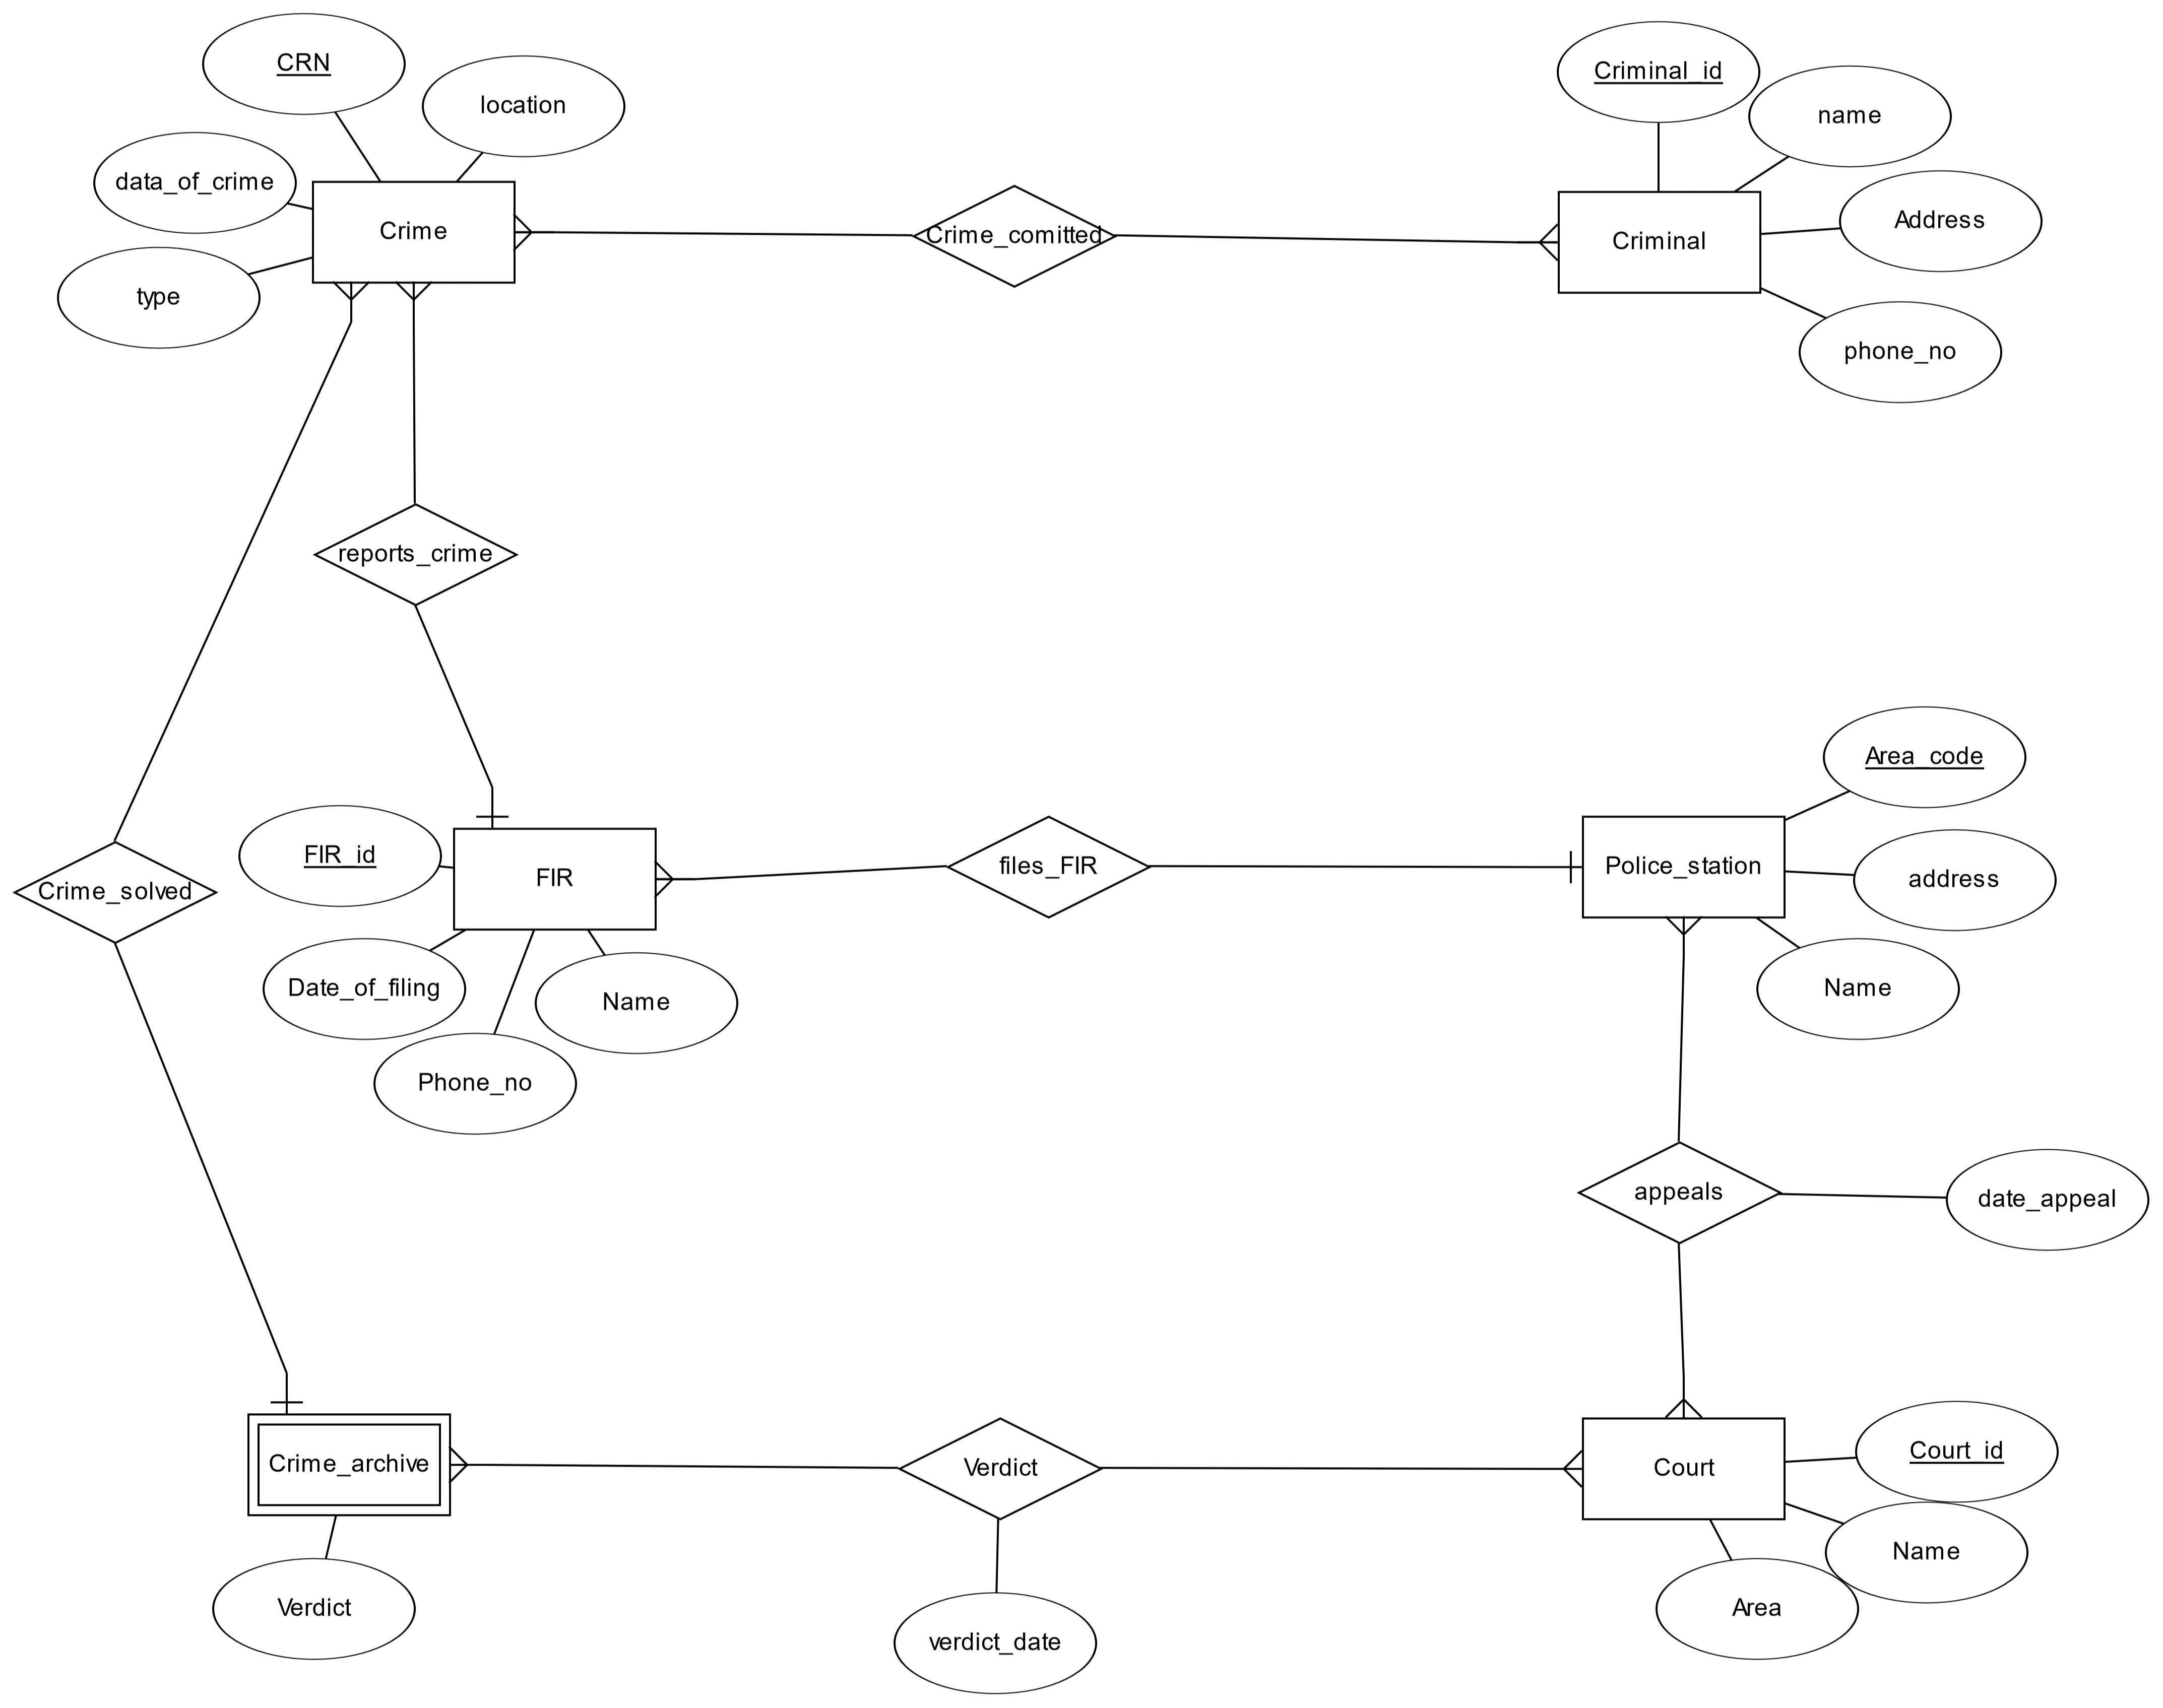 CRN
location
data_of_crime
Crime
type
Crime_comitted
Criminal_id
name
Address
Criminal
phone_no
reports_crime
Crime_solved
FIR_id
FIR
Date_of_filing
Name
Phone_no
files_FIR
Area_code
Police_station
address
Name
appeals
date_appeal
Crime_archive
Verdict
Verdict
verdict_date
Court
Court_id
Name
Area